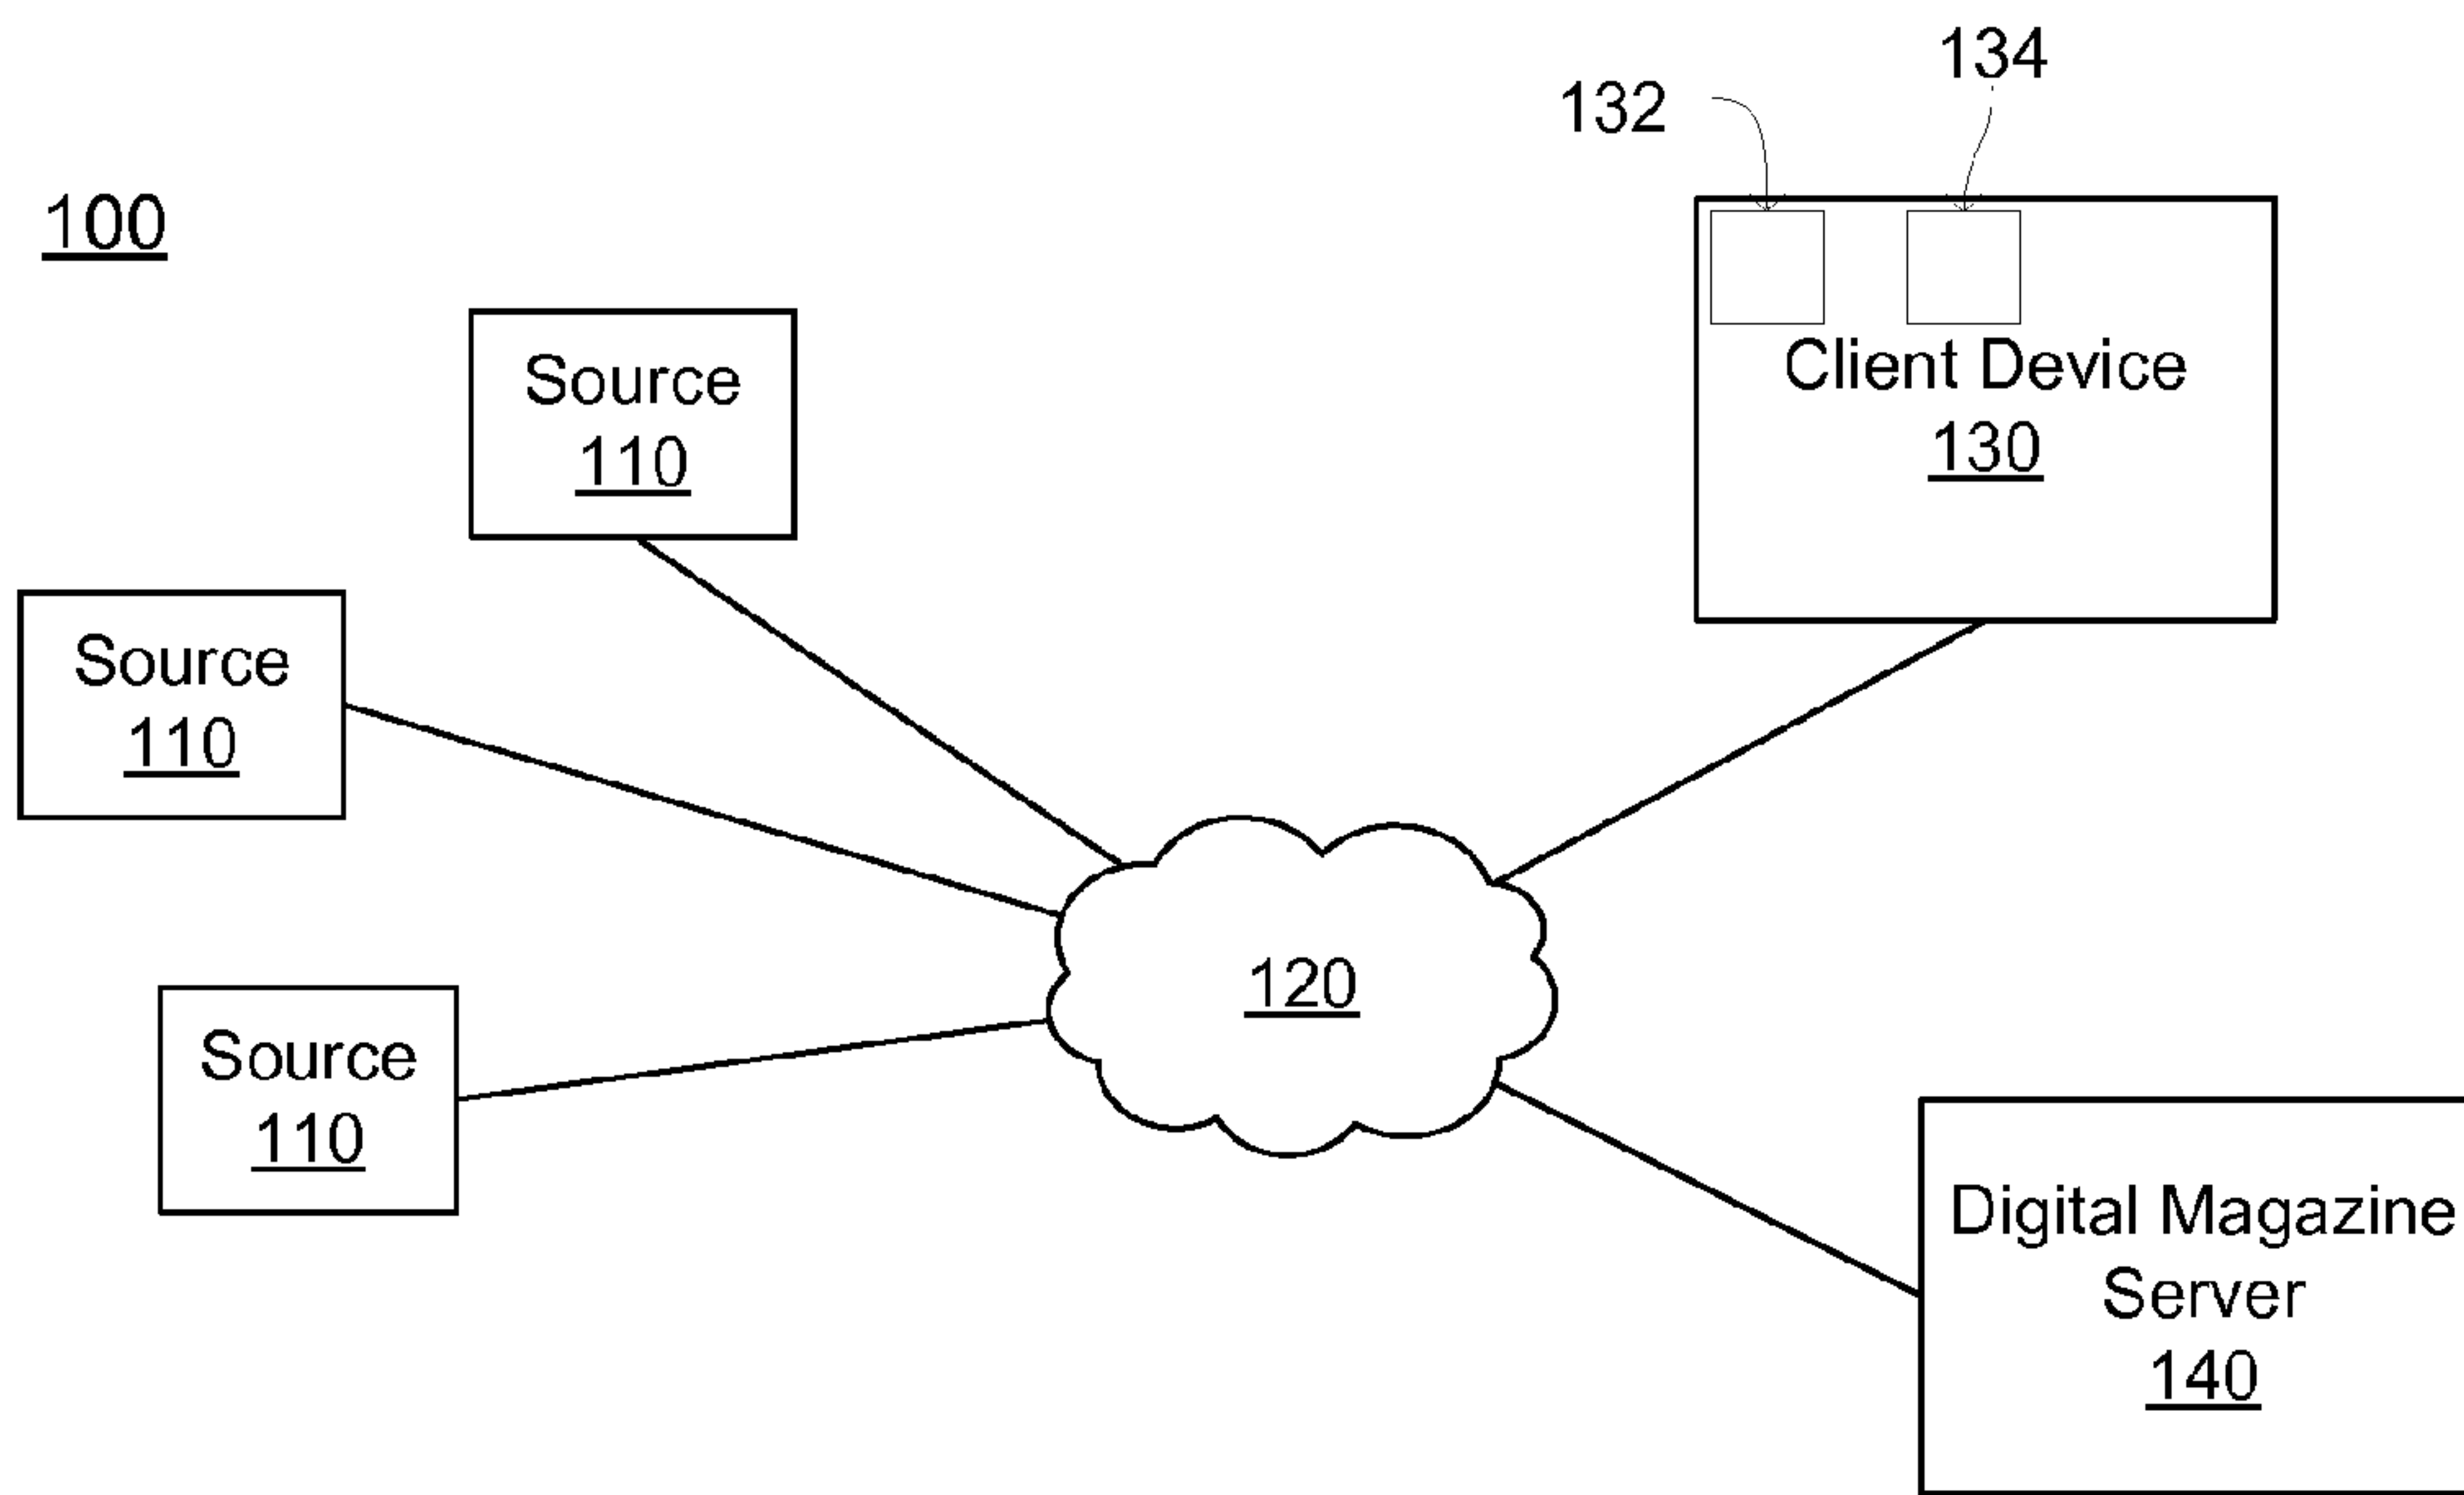 134
132
100
Source
110
Client Device
130
Source
110
120
Source
110
Digital Magazine
Server
140